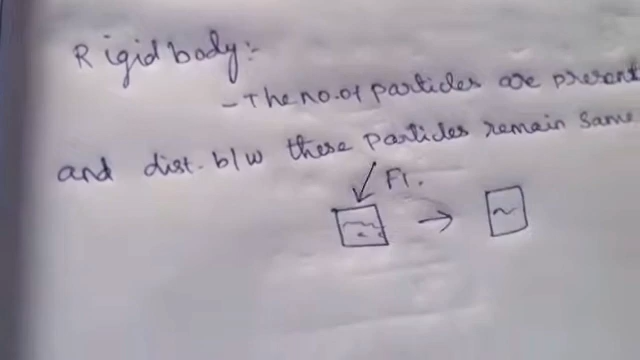 Rigid body:-
- The no. of particles are present
and dist. b/w these particles remain same
F1.